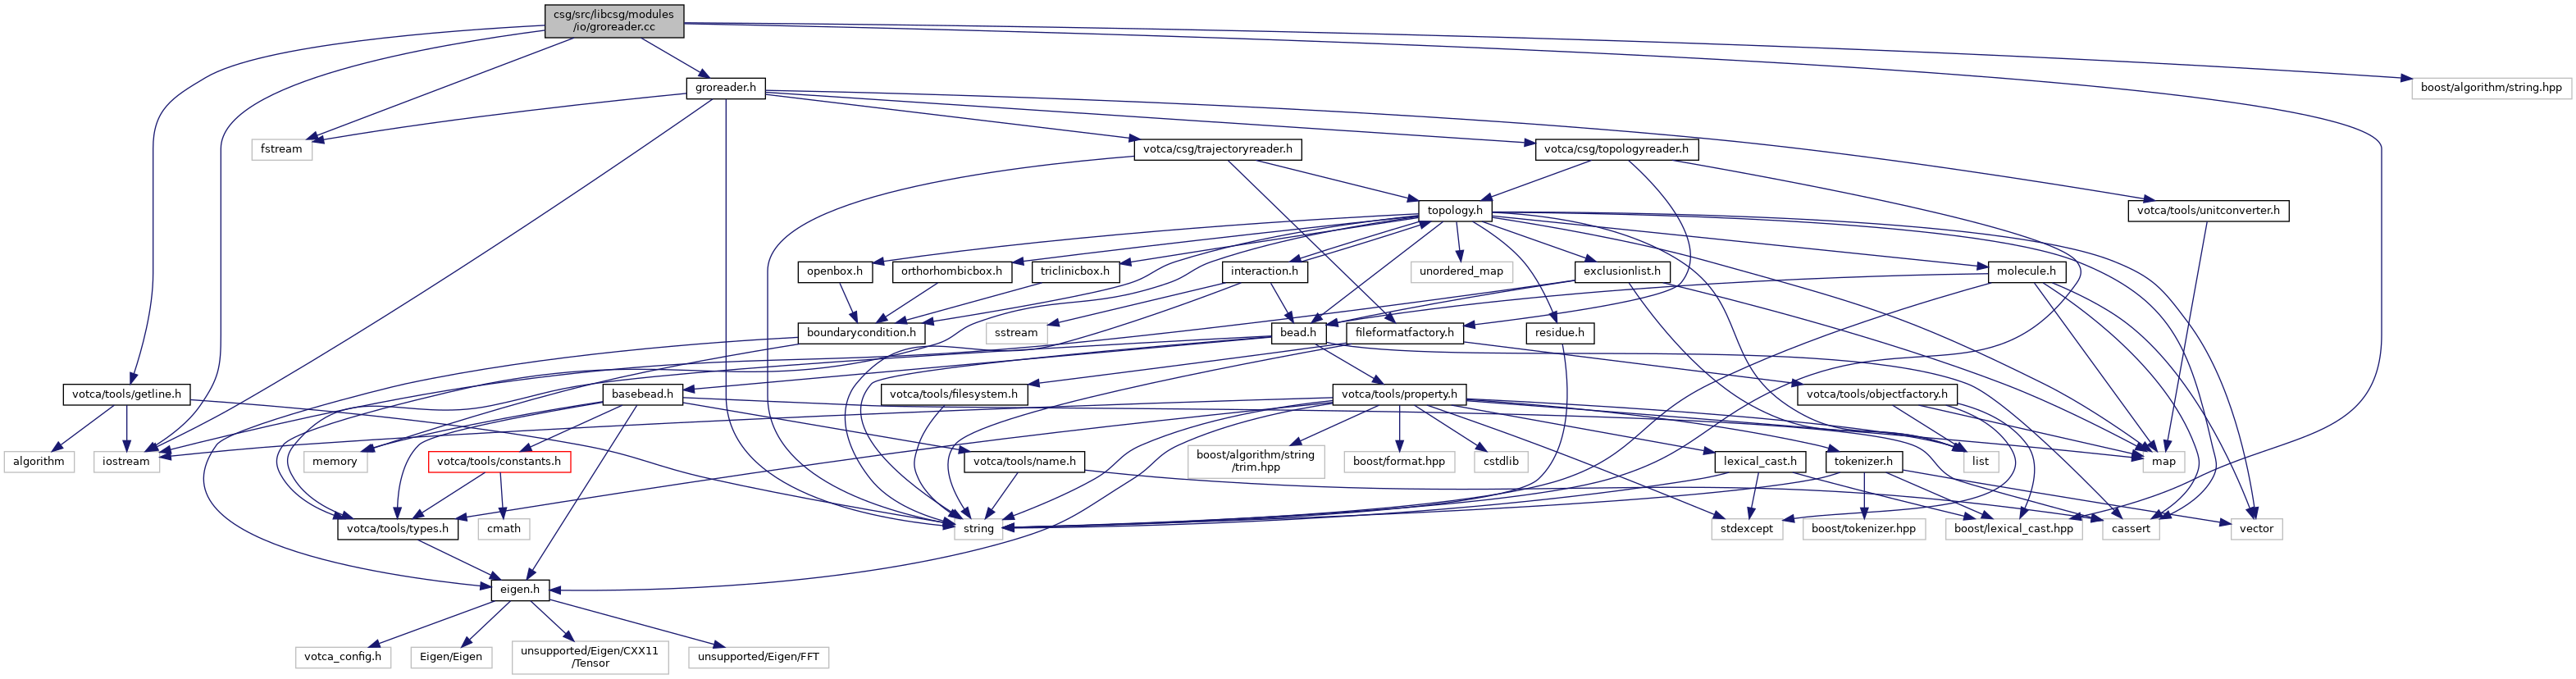 csg/src/libcsg/modules
/io/groreader.cc
groreader.h
boost/algorithm/string.hpp
fstream
votca/csg/trajectoryreader.h
votca/csg/topologyreader.h
topology.h
votca/tools/unitconverter.h
openbox.h
orthorhombicbox.h
triclinicbox.h
interaction.h
unordered_map
exclusionlist.h
molecule.h
boundarycondition.h
sstream
bead.h
fileformatfactory.h
residue.h
votca/tools/getline.h
basebead.h
votca/tools/filesystem.h
votca/tools/property.h
votca/tools/objectfactory.h
algorithm
iostream
memory
votca/tools/constants.h
votca/tools/name.h
boost/algorithm/string
/trim.hpp
boost/format.hpp
cstdlib
lexical_cast.h
tokenizer.h
list
map
votca/tools/types.h
cmath
string
stdexcept
boost/tokenizer.hpp
boost/lexical_cast.hpp
cassert
vector
eigen.h
votca_config.h
Eigen/Eigen
unsupported/Eigen/CXX11
/Tensor
unsupported/Eigen/FFT